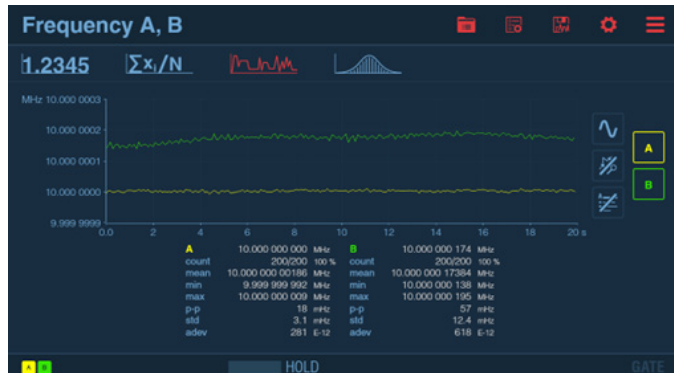 Frequency A, B
1.2345 ∑xᵢ/N
MHz 10.000 0003
10.000 0002
10.000 0001
10.000 0000
9.999 9999
0.0 2 4 6 8 10 12 14 16 18 20 s
A
B
A 10.000 000 000 MHz B 10.000 000 174 MHz
count 200/200 100 % count 200/200 100 %
mean 10.000 000 00186 MHz mean 10.000 000 17384 MHz
min 9.999 999 992 MHz min 10.000 000 138 MHz
max 10.000 000 009 MHz max 10.000 000 195 MHz
p-p 18 mHz p-p 57 mHz
std 3.1 mHz std 12.4 mHz
adev 281 E-12 adev 618 E-12
A B HOLD GATE